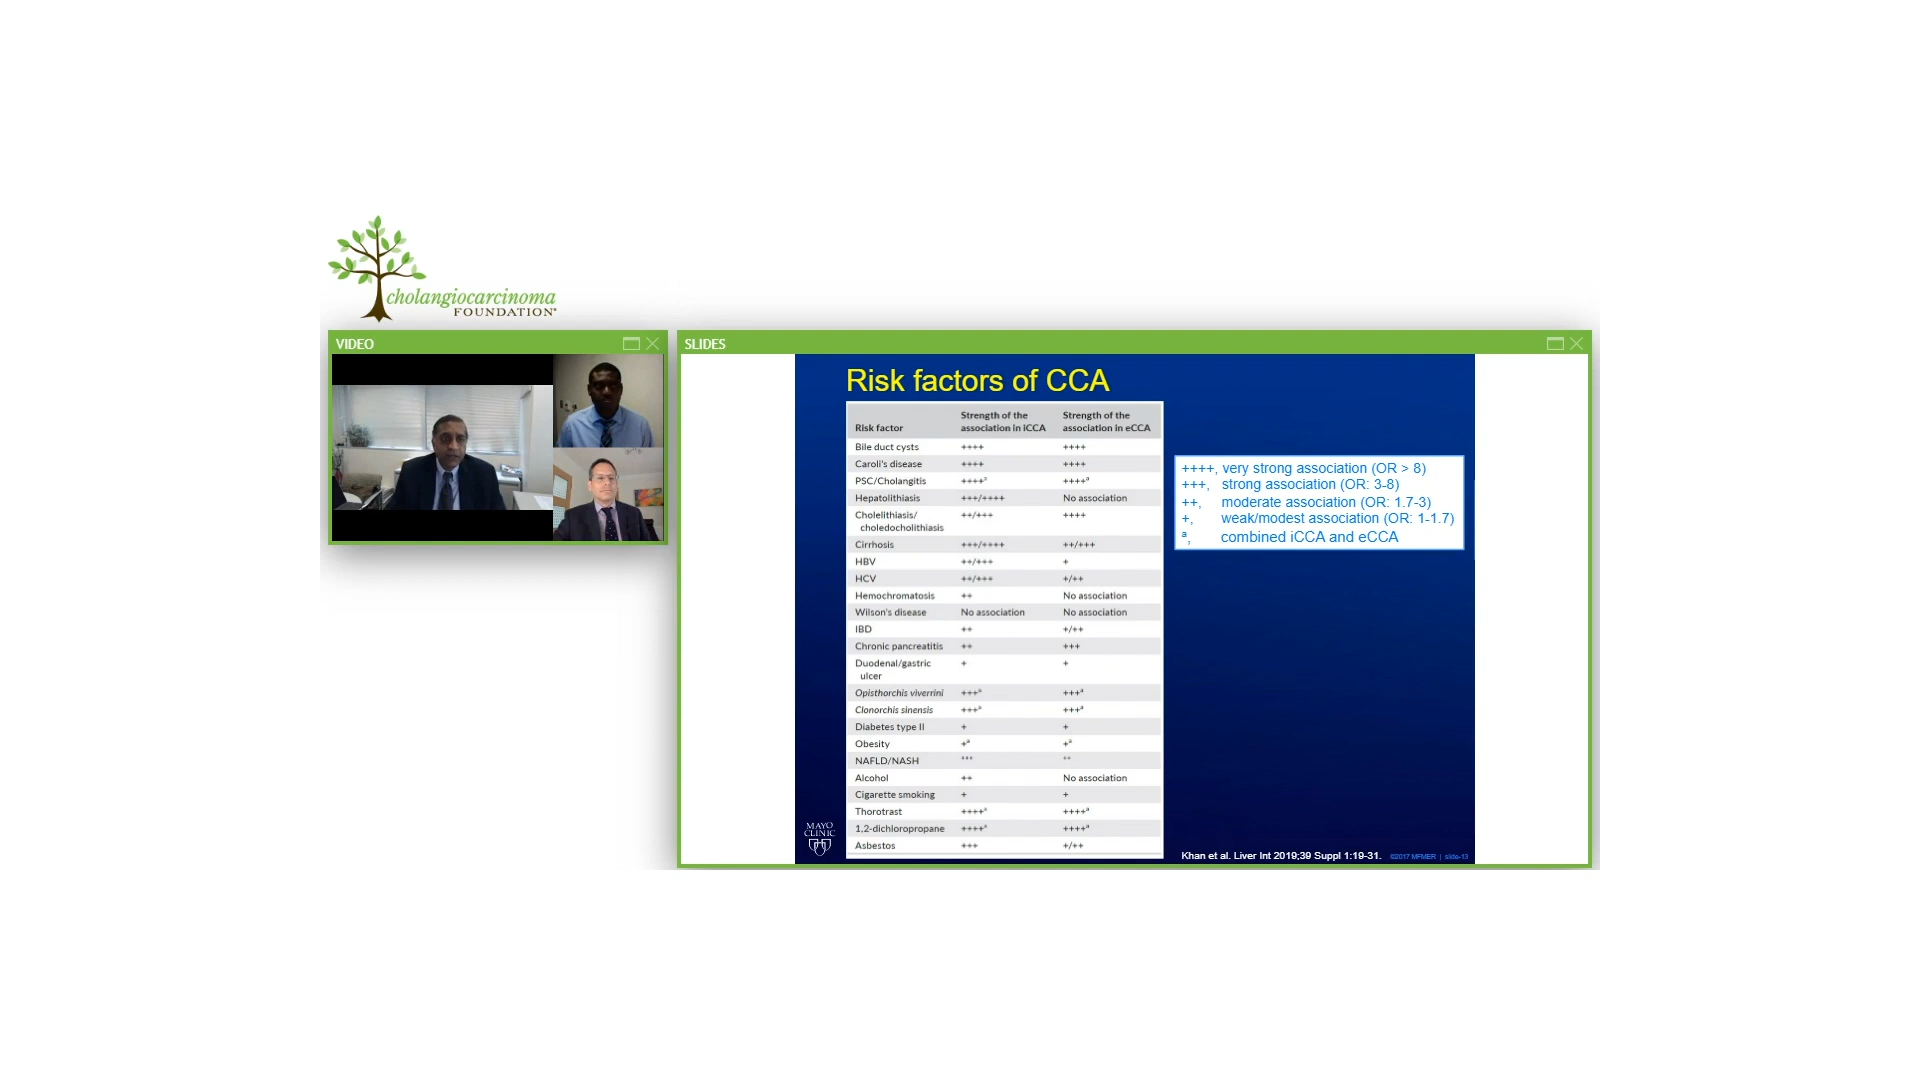 cholangiocarcinoma
FOUNDATION®
VIDEO
SLIDES
Risk factors of CCA
Risk factor Strength of the association in iCCA Strength of the association in eCCA
Bile duct cysts ++++ ++++
Caroli's disease ++++ ++++
PSC/Cholangitis ++++ᵃ ++++ᵃ
Hepatolithiasis +++/++++ No association
Cholelithiasis/ ++/+++ ++++
choledocholithiasis
Cirrhosis +++/++++ ++/+++
HBV ++/+++ +
HCV ++/+++ +/++
Hemochromatosis ++ No association
Wilson's disease No association No association
IBD ++ +/++
Chronic pancreatitis ++ +++
Duodenal/gastric + +
ulcer
Opisthorchis viverrini +++ᵃ +++ᵃ
Clonorchis sinensis +++ᵃ +++ᵃ
Diabetes type II + +
Obesity +ᵃ +ᵃ
NAFLD/NASH +++ ++
Alcohol ++ No association
Cigarette smoking + +
Thorotrast ++++ᵃ ++++ᵃ
1,2-dichloropropane ++++ᵃ ++++ᵃ
Asbestos +++ +/++
++++, very strong association (OR > 8)
+++, strong association (OR: 3-8)
++, moderate association (OR: 1.7-3)
+, weak/modest association (OR: 1-1.7)
ᵃ, combined iCCA and eCCA
MAYO
CLINIC
Khan et al. Liver Int 2019;39 Suppl 1:19-31.
©2017 MFMER | slide-13